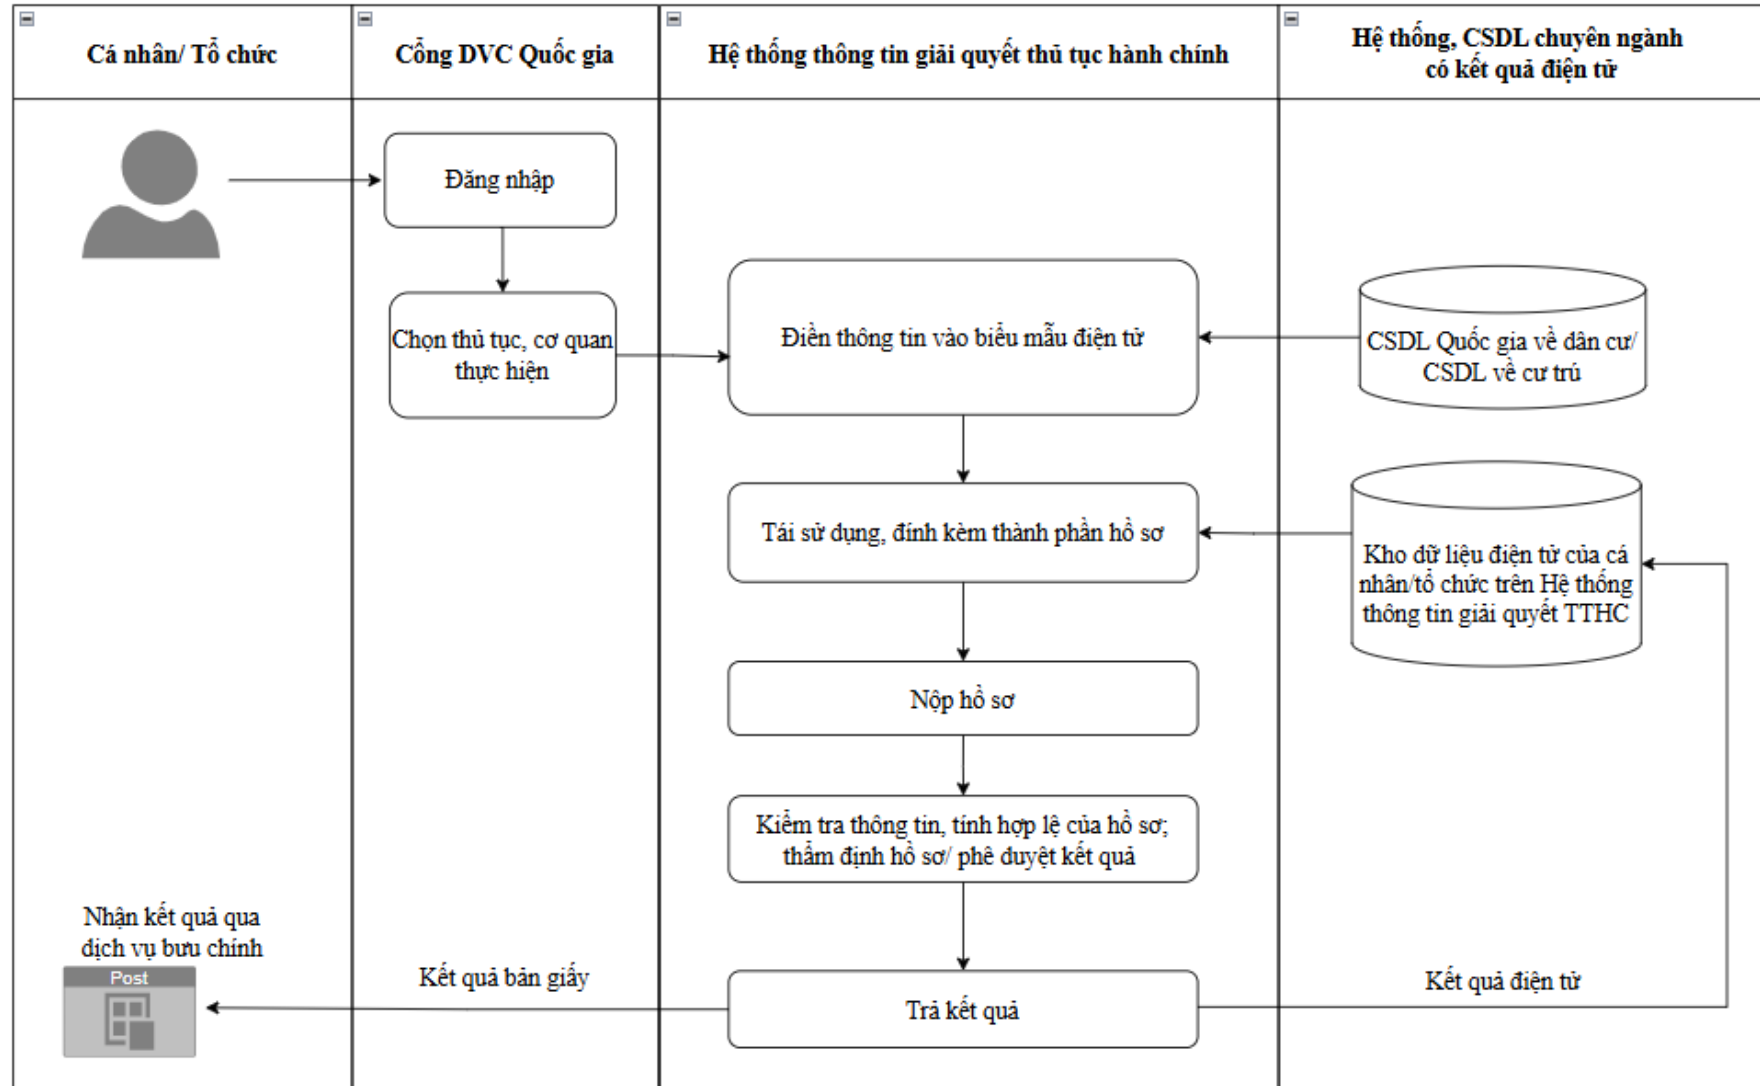 Cá nhân/ Tổ chức
Cổng DVC Quốc gia
Hệ thống thông tin giải quyết thủ tục hành chính
Hệ thống, CSDL chuyên ngành
có kết quả điện tử
Đăng nhập
Chọn thủ tục, cơ quan
thực hiện
Điền thông tin vào biểu mẫu điện tử
CSDL Quốc gia về dân cư/
CSDL về cư trú
Tái sử dụng, đính kèm thành phần hồ sơ
Kho dữ liệu điện tử của cá
nhân/tổ chức trên Hệ thống
thông tin giải quyết TTHC
Nộp hồ sơ
Kiểm tra thông tin, tính hợp lệ của hồ sơ;
thẩm định hồ sơ/ phê duyệt kết quả
Nhận kết quả qua
dịch vụ bưu chính
Post
Kết quả bản giấy
Trả kết quả
Kết quả điện tử